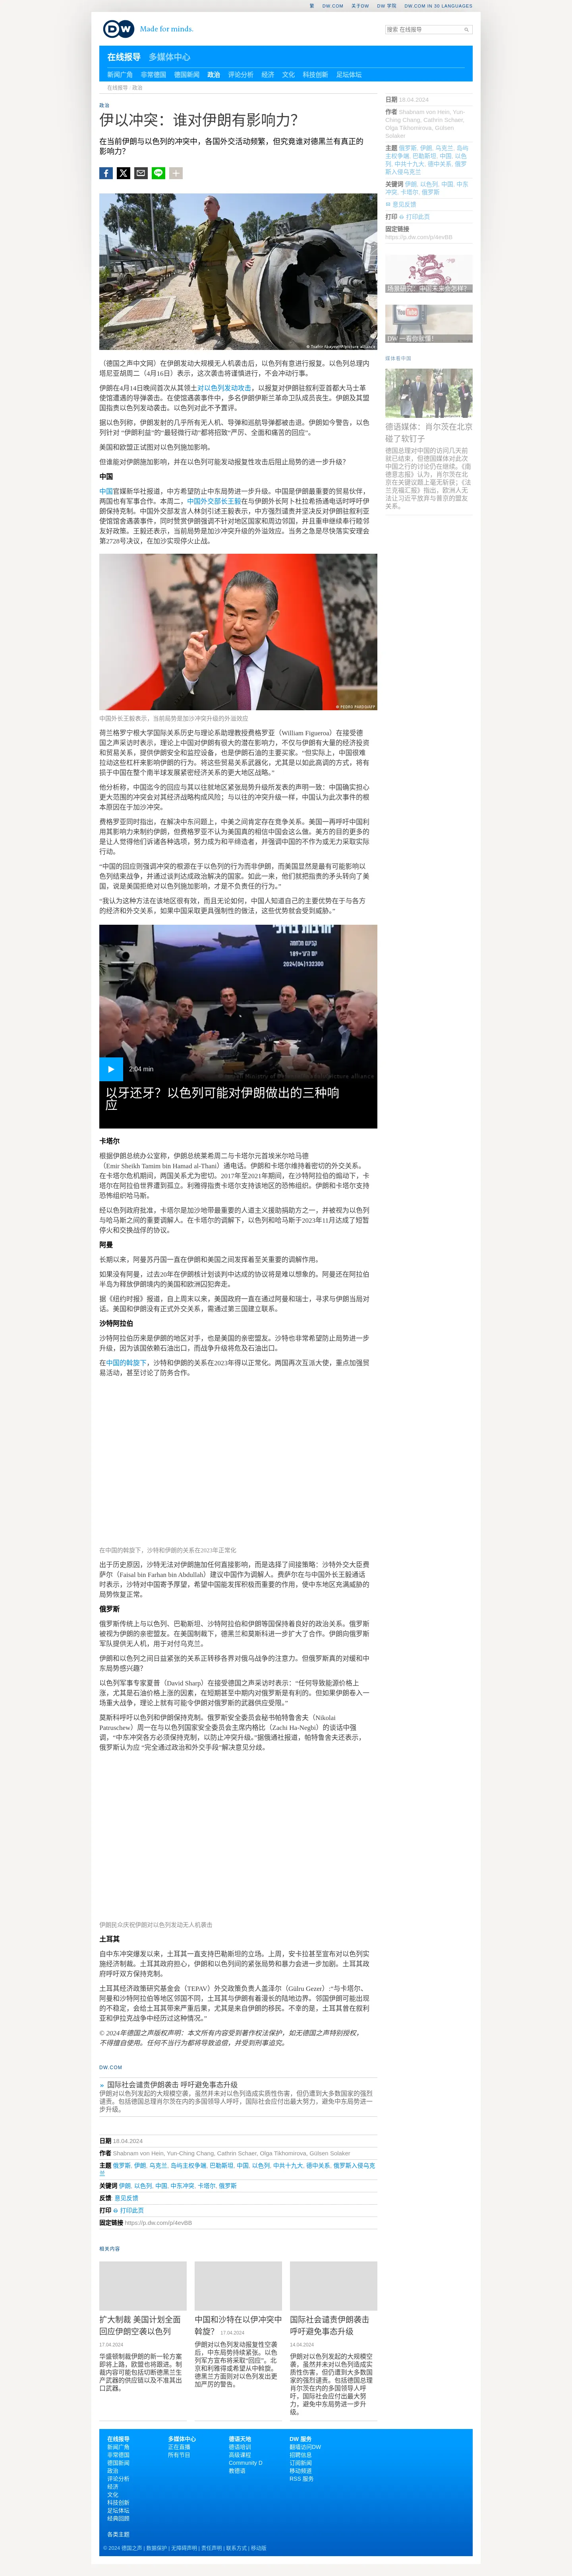 繁 DW.COM 关于DW DW 学院 DW.COM IN 30 LANGUAGES
DW Made for minds.
搜索 在线报导
在线报导 多媒体中心
新闻广角 非常德国 德国新闻 政治 评论分析 经济 文化 科技创新 足坛体坛
在线报导 政治
政治
伊以冲突：谁对伊朗有影响力？
在当前伊朗与以色列的冲突中，各国外交活动频繁，但究竟谁对德黑兰有真正的
影响力？
（德国之声中文网）在伊朗发动大规模无人机袭击后，以色列有意进行报复。以色列总理内
塔尼亚胡周二（4月16日）表示，这次袭击将谨慎进行，不会冲动行事。
伊朗在4月14日晚间首次从其领土对以色列发动攻击，以报复对伊朗驻叙利亚首都大马士革
使馆遭遇的导弹袭击。在使馆遇袭事件中，多名伊朗伊斯兰革命卫队成员丧生。伊朗及其盟
国指责以色列发动袭击。以色列对此不予置评。
据以色列称，伊朗发射的几乎所有无人机、导弹和巡航导弹都被击退。伊朗如今警告，以色
列针对 “伊朗利益”的“最轻微行动”都将招致“严厉、全面和痛苦的回应”。
美国和欧盟正试图对以色列施加影响。
但谁能对伊朗施加影响，并在以色列可能发动报复性攻击后阻止局势的进一步升级？
中国
中国官媒新华社报道，中方希望防止中东局势进一步升级。中国是伊朗最重要的贸易伙伴，
两国也有军事合作。本周二，中国外交部长王毅在与伊朗外长阿卜杜拉希扬通电话时呼吁伊
朗保持克制。中国外交部发言人林剑引述王毅表示，中方强烈谴责并坚决反对伊朗驻叙利亚
使馆馆舍遇袭事件，同时赞赏伊朗强调不针对地区国家和周边邻国，并且重申继续奉行睦邻
友好政策。王毅还表示，当前局势是加沙冲突升级的外溢效应。当务之急是尽快落实安理会
第2728号决议，在加沙实现停火止战。
中国外长王毅表示，当前局势是加沙冲突升级的外溢效应
荷兰格罗宁根大学国际关系历史与理论系助理教授费格罗亚（William Figueroa）在接受德
国之声采访时表示，理论上中国对伊朗有很大的潜在影响力，不仅与伊朗有大量的经济投资
和贸易关系，提供伊朗安全和监控设备，也是伊朗石油的主要买家。“但实际上，中国很难
拉动这些杠杆来影响伊朗的行为。将这些贸易关系武器化，尤其是以如此高调的方式，将有
损于中国在整个南半球发展紧密经济关系的更大地区战略。”
他分析称，中国迄今的回应与其以往就地区紧张局势升级所发表的声明一致：中国确实担心
更大范围的冲突会对其经济战略构成风险；与以往的冲突升级一样，中国认为此次事件的根
本原因在于加沙冲突。
费格罗亚同时指出，在解决中东问题上，中美之间肯定存在竞争关系。美国一再呼吁中国利
用其影响力来制约伊朗，但费格罗亚不认为美国真的相信中国会这么做。美方的目的更多的
是让人觉得他们诉诸各种选项，努力成为和平缔造者，并强调中国的不作为或无力采取实际
行动。
“中国的回应则强调冲突的根源在于以色列的行为而非伊朗，而美国显然是最有可能影响以
色列结束战争，并通过谈判达成政治解决的国家。如此一来，他们就把指责的矛头转向了美
国，说是美国拒绝对以色列施加影响，才是不负责任的行为。”
“我认为这种方法在该地区很有效，而且无论如何，中国人知道自己的主要优势在于与各方
的经济和外交关系，如果中国采取更具强制性的做法，这些优势就会受到威胁。”
2:04 min
以牙还牙？以色列可能对伊朗做出的三种响
应
卡塔尔
根据伊朗总统办公室称，伊朗总统莱希周二与卡塔尔元首埃米尔哈马德
（Emir Sheikh Tamim bin Hamad al-Thani）通电话。伊朗和卡塔尔维持着密切的外交关系。
在卡塔尔危机期间，两国关系尤为密切。2017年至2021年期间，在沙特阿拉伯的煽动下，卡
塔尔在阿拉伯世界遭到孤立。利雅得指责卡塔尔支持该地区的恐怖组织。伊朗和卡塔尔支持
恐怖组织哈马斯。
经以色列政府批准，卡塔尔是加沙地带最重要的人道主义援助捐助方之一，并被视为以色列
与哈马斯之间的重要调解人。在卡塔尔的调解下，以色列和哈马斯于2023年11月达成了短暂
停火和交换战俘的协议。
阿曼
长期以来，阿曼苏丹国一直在伊朗和美国之间发挥着至关重要的调解作用。
如果没有阿曼，过去20年在伊朗核计划谈判中达成的协议将是难以想象的。阿曼还在阿拉伯
半岛为释放伊朗境内的美国和欧洲囚犯奔走。
据《纽约时报》报道，自上周末以来，美国政府一直在通过阿曼和瑞士，寻求与伊朗当局对
话。美国和伊朗没有正式外交关系，需通过第三国建立联系。
沙特阿拉伯
沙特阿拉伯历来是伊朗的地区对手，也是美国的亲密盟友。沙特也非常希望防止局势进一步
升级，因为该国依赖石油出口，而战争升级将危及石油出口。
在中国的斡旋下，沙特和伊朗的关系在2023年得以正常化。两国再次互派大使，重点加强贸
易活动，甚至讨论了防务合作。
在中国的斡旋下，沙特和伊朗的关系在2023年正常化
出于历史原因，沙特无法对伊朗施加任何直接影响，而是选择了间接策略：沙特外交大臣费
萨尔（Faisal bin Farhan bin Abdullah）建议中国作为调解人。费萨尔在与中国外长王毅通话
时表示，沙特对中国寄予厚望，希望中国能发挥积极而重要的作用，使中东地区充满威胁的
局势恢复正常。
俄罗斯
俄罗斯传统上与以色列、巴勒斯坦、沙特阿拉伯和伊朗等国保持着良好的政治关系。俄罗斯
被视为伊朗的亲密盟友。在美国制裁下，德黑兰和莫斯科进一步扩大了合作。伊朗向俄罗斯
军队提供无人机，用于对付乌克兰。
伊朗和以色列之间日益紧张的关系正转移各界对俄乌战争的注意力。但俄罗斯真的对缓和中
东局势感兴趣？
以色列军事专家夏普（David Sharp）在接受德国之声采访时表示：“任何导致能源价格上
涨，尤其是石油价格上涨的因素，在短期甚至中期内对俄罗斯是有利的。但如果伊朗卷入一
场重大战争，理论上就有可能令伊朗对俄罗斯的武器供应受阻。”
莫斯科呼吁以色列和伊朗保持克制。俄罗斯安全委员会秘书帕特鲁舍夫（Nikolai
Patruschew）周一在与以色列国家安全委员会主席内格比（Zachi Ha-Neghi）的谈话中强
调，“中东冲突各方必须保持克制，以防止冲突升级。”据俄通社报道，帕特鲁舍夫还表示，
俄罗斯认为应 “完全通过政治和外交手段”解决意见分歧。
伊朗民众庆祝伊朗对以色列发动无人机袭击
土耳其
自中东冲突爆发以来，土耳其一直支持巴勒斯坦的立场。上周，安卡拉甚至宣布对以色列实
施经济制裁。土耳其政府担心，伊朗和以色列间的紧张局势和暴力会进一步加剧。土耳其政
府呼吁双方保持克制。
土耳其经济政策研究基金会（TEPAV）外交政策负责人盖泽尔（Gülru Gezer）:“与卡塔尔、
阿曼和沙特阿拉伯等地区邻国不同，土耳其与伊朗有着漫长的陆地边界。邻国伊朗可能出现
的不稳定，会给土耳其带来严重后果，尤其是来自伊朗的移民。不幸的是，土耳其曾在叙利
亚和伊拉克战争中经历过这种情况。”
© 2024年德国之声版权声明：本文所有内容受到著作权法保护，如无德国之声特别授权，
不得擅自使用。任何不当行为都将导致追偿，并受到刑事追究。
DW.COM
国际社会谴责伊朗袭击 呼吁避免事态升级
伊朗对以色列发起的大规模空袭，虽然并未对以色列造成实质性伤害，但仍遭到大多数国家的强烈
谴责。包括德国总理肖尔茨在内的多国领导人呼吁，国际社会应付出最大努力，避免中东局势进一
步升级。
日期 18.04.2024
作者 Shabnam von Hein, Yun-Ching Chang, Cathrin Schaer, Olga Tikhomirova, Gülsen Solaker
主题 俄罗斯, 伊朗, 乌克兰, 岛屿主权争端, 巴勒斯坦, 中国, 以色列, 中共十九大, 德中关系, 俄罗斯入侵乌克
兰
关键词 伊朗, 以色列, 中国, 中东冲突, 卡塔尔, 俄罗斯
反馈: 意见反馈
打印 打印此页
固定链接 https://p.dw.com/p/4evBB
相关内容
扩大制裁 美国计划全面
回应伊朗空袭以色列
17.04.2024
华盛顿制裁伊朗的新一轮方案
即将上路，欧盟也将跟进。制
裁内容可能包括切断德黑兰生
产武器的供应链以及不准其出
口武器。
中国和沙特在以伊冲突中
斡旋？ 17.04.2024
伊朗对以色列发动报复性空袭
后，中东局势持续紧张。以色
列军方宣布将采取“回应”。北
京和利雅得或希望从中斡旋。
德黑兰方面则对以色列发出更
加严厉的警告。
国际社会谴责伊朗袭击
呼吁避免事态升级
14.04.2024
伊朗对以色列发起的大规模空
袭，虽然并未对以色列造成实
质性伤害，但仍遭到大多数国
家的强烈谴责。包括德国总理
肖尔茨在内的多国领导人呼
吁，国际社会应付出最大努
力，避免中东局势进一步升
级。
日期 18.04.2024
作者 Shabnam von Hein, Yun-
Ching Chang, Cathrin Schaer,
Olga Tikhomirova, Gülsen
Solaker
主题 俄罗斯, 伊朗, 乌克兰, 岛屿
主权争端, 巴勒斯坦, 中国, 以色
列, 中共十九大, 德中关系, 俄罗
斯入侵乌克兰
关键词 伊朗, 以色列, 中国, 中东
冲突, 卡塔尔, 俄罗斯
意见反馈
打印 打印此页
固定链接
https://p.dw.com/p/4evBB
场景研究：中国未来会怎样？
DW 一看你就懂！
媒体看中国
德语媒体：肖尔茨在北京
碰了软钉子
德国总理对中国的访问几天前
就已结束，但德国媒体对此次
中国之行的讨论仍在继续。《南
德意志报》认为，肖尔茨在北
京在关键议题上毫无斩获；《法
兰克福汇报》指出，欧洲人无
法让习近平放弃与普京的盟友
关系。
在线报导
新闻广角
非常德国
德国新闻
政治
评论分析
经济
文化
科技创新
足坛体坛
经典回顾
各类主题
多媒体中心
正在直播
所有节目
德语天地
德语培训
高级课程
Community D
教德语
DW 服务
翻墙访问DW
招聘信息
订阅新闻
移动频道
RSS 服务
© 2024 德国之声 | 数据保护 | 无障碍声明 | 责任声明 | 联系方式 | 移动版